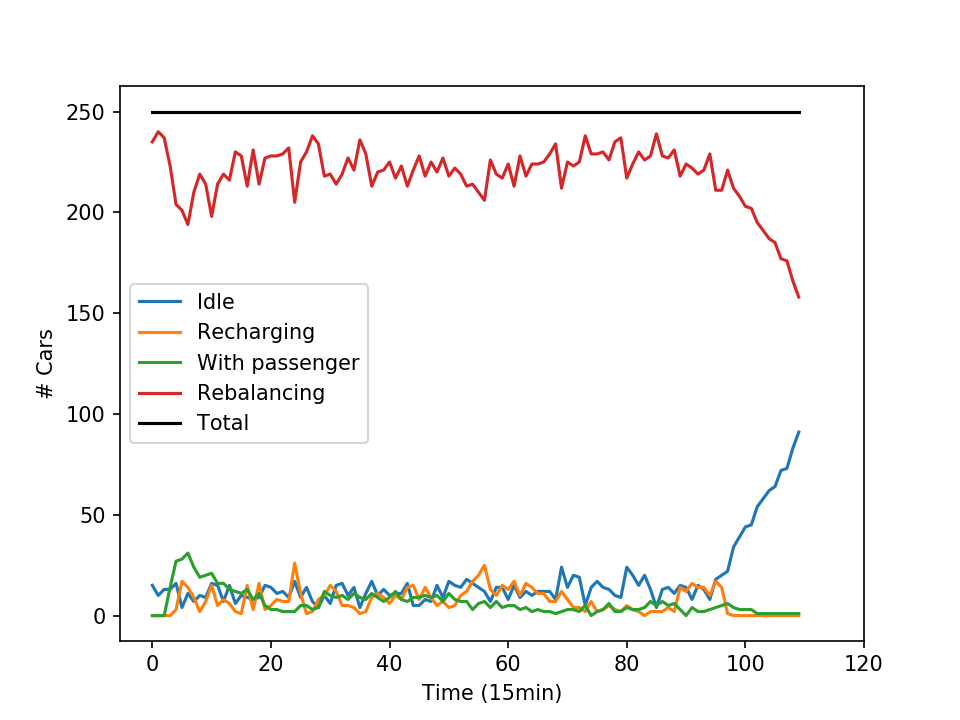 250
200
150
100
50
0
# Cars
Idle
Recharging
With passenger
Rebalancing
Total
0 20 40 60 80 100 120
Time (15min)